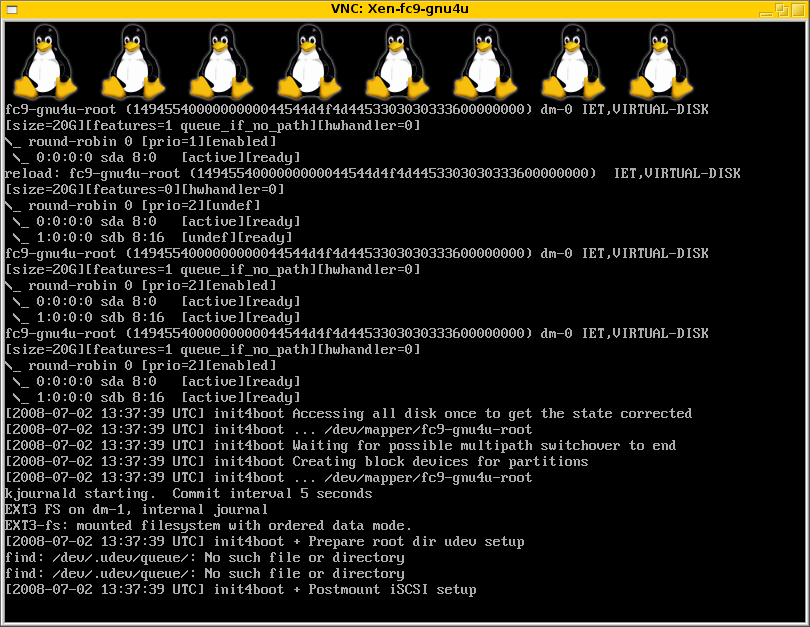 VNC: Xen-fc9-gnu4u
fc9-gnu4u-root (1494554000000000044544d4f4d4453303030333600000000) dm-0 IET,VIRTUAL-DISK
[size=20G][features=1 queue_if_no_path][hwhandler=0]
\_ round-robin 0 [prio=1][enabled]
\_ 0:0:0:0 sda 8:0 [active][ready]
reload: fc9-gnu4u-root (1494554000000000044544d4f4d4453303030333600000000) IET,VIRTUAL-DISK
[size=20G][features=0][hwhandler=0]
\_ round-robin 0 [prio=2][undef]
\_ 0:0:0:0 sda 8:0 [active][ready]
\_ 1:0:0:0 sdb 8:16 [undef][ready]
fc9-gnu4u-root (1494554000000000044544d4f4d4453303030333600000000) dm-0 IET,VIRTUAL-DISK
[size=20G][features=1 queue_if_no_path][hwhandler=0]
\_ round-robin 0 [prio=2][enabled]
\_ 0:0:0:0 sda 8:0 [active][ready]
\_ 1:0:0:0 sdb 8:16 [active][ready]
fc9-gnu4u-root (1494554000000000044544d4f4d4453303030333600000000) dm-0 IET,VIRTUAL-DISK
[size=20G][features=1 queue_if_no_path][hwhandler=0]
\_ round-robin 0 [prio=2][enabled]
\_ 0:0:0:0 sda 8:0 [active][ready]
\_ 1:0:0:0 sdb 8:16 [active][ready]
[2008-07-02 13:37:39 UTC] init4boot Accessing all disk once to get the state corrected
[2008-07-02 13:37:39 UTC] init4boot ... /dev/mapper/fc9-gnu4u-root
[2008-07-02 13:37:39 UTC] init4boot Waiting for possible multipath switchover to end
[2008-07-02 13:37:39 UTC] init4boot Creating block devices for partitions
[2008-07-02 13:37:39 UTC] init4boot ... /dev/mapper/fc9-gnu4u-root
kjournald starting. Commit interval 5 seconds
EXT3 FS on dm-1, internal journal
EXT3-fs: mounted filesystem with ordered data mode.
[2008-07-02 13:37:39 UTC] init4boot + Prepare root dir udev setup
find: /dev/.udev/queue/: No such file or directory
find: /dev/.udev/queue/: No such file or directory
[2008-07-02 13:37:39 UTC] init4boot + Postmount iSCSI setup